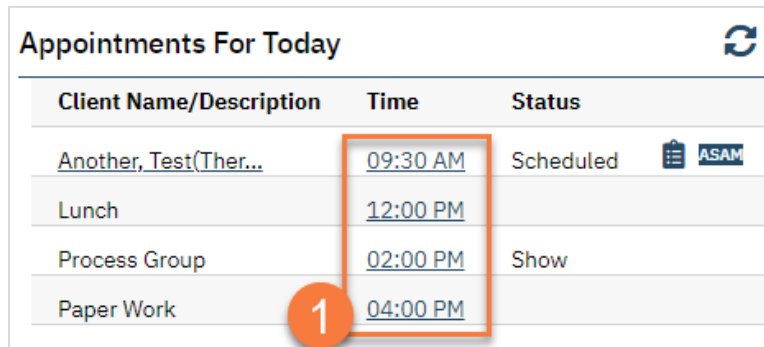 Appointments For Today
Client Name/Description Time Status
Another, Test(Ther... 09:30 AM Scheduled ASAM
Lunch 12:00 PM
Process Group 02:00 PM Show
Paper Work 04:00 PM
1